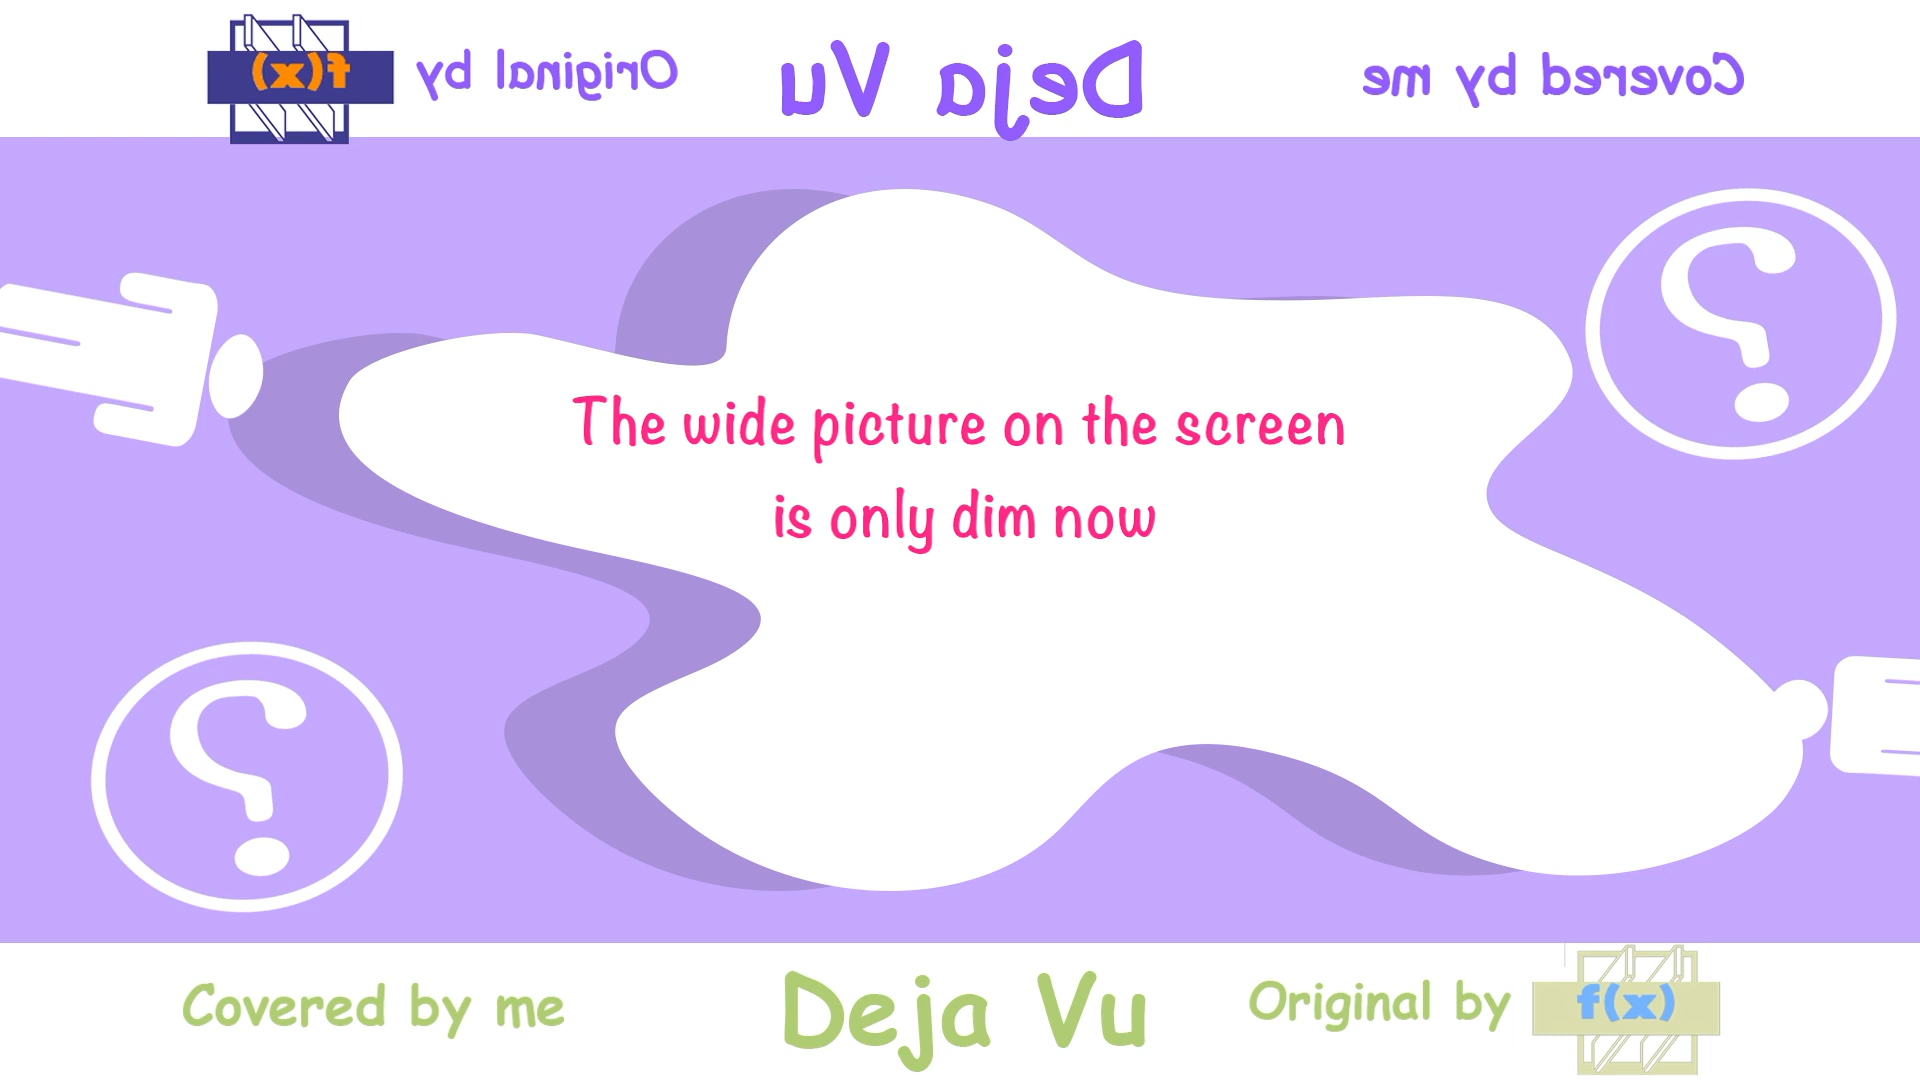 f(x) Original by Deja Vu Covered by me
?
The wide picture on the screen
is only dim now
?
Covered by me Deja Vu Original by f(x)